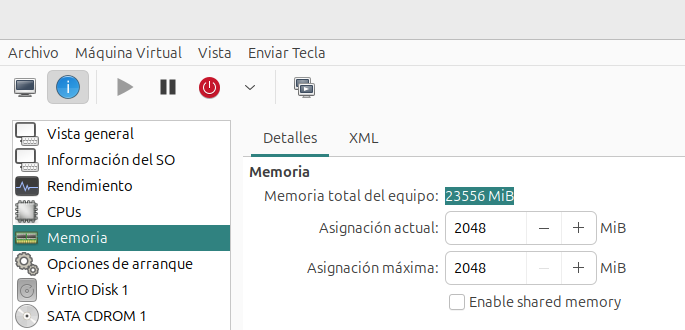 Archivo Máquina Virtual Vista Enviar Tecla
Vista general
Información del SO
Rendimiento
CPUs
Memoria
Opciones de arranque
VirtIO Disk 1
SATA CDROM 1
Detalles XML
Memoria
Memoria total del equipo: 23556 MiB
Asignación actual: 2048 − + MiB
Asignación máxima: 2048 − + MiB
Enable shared memory